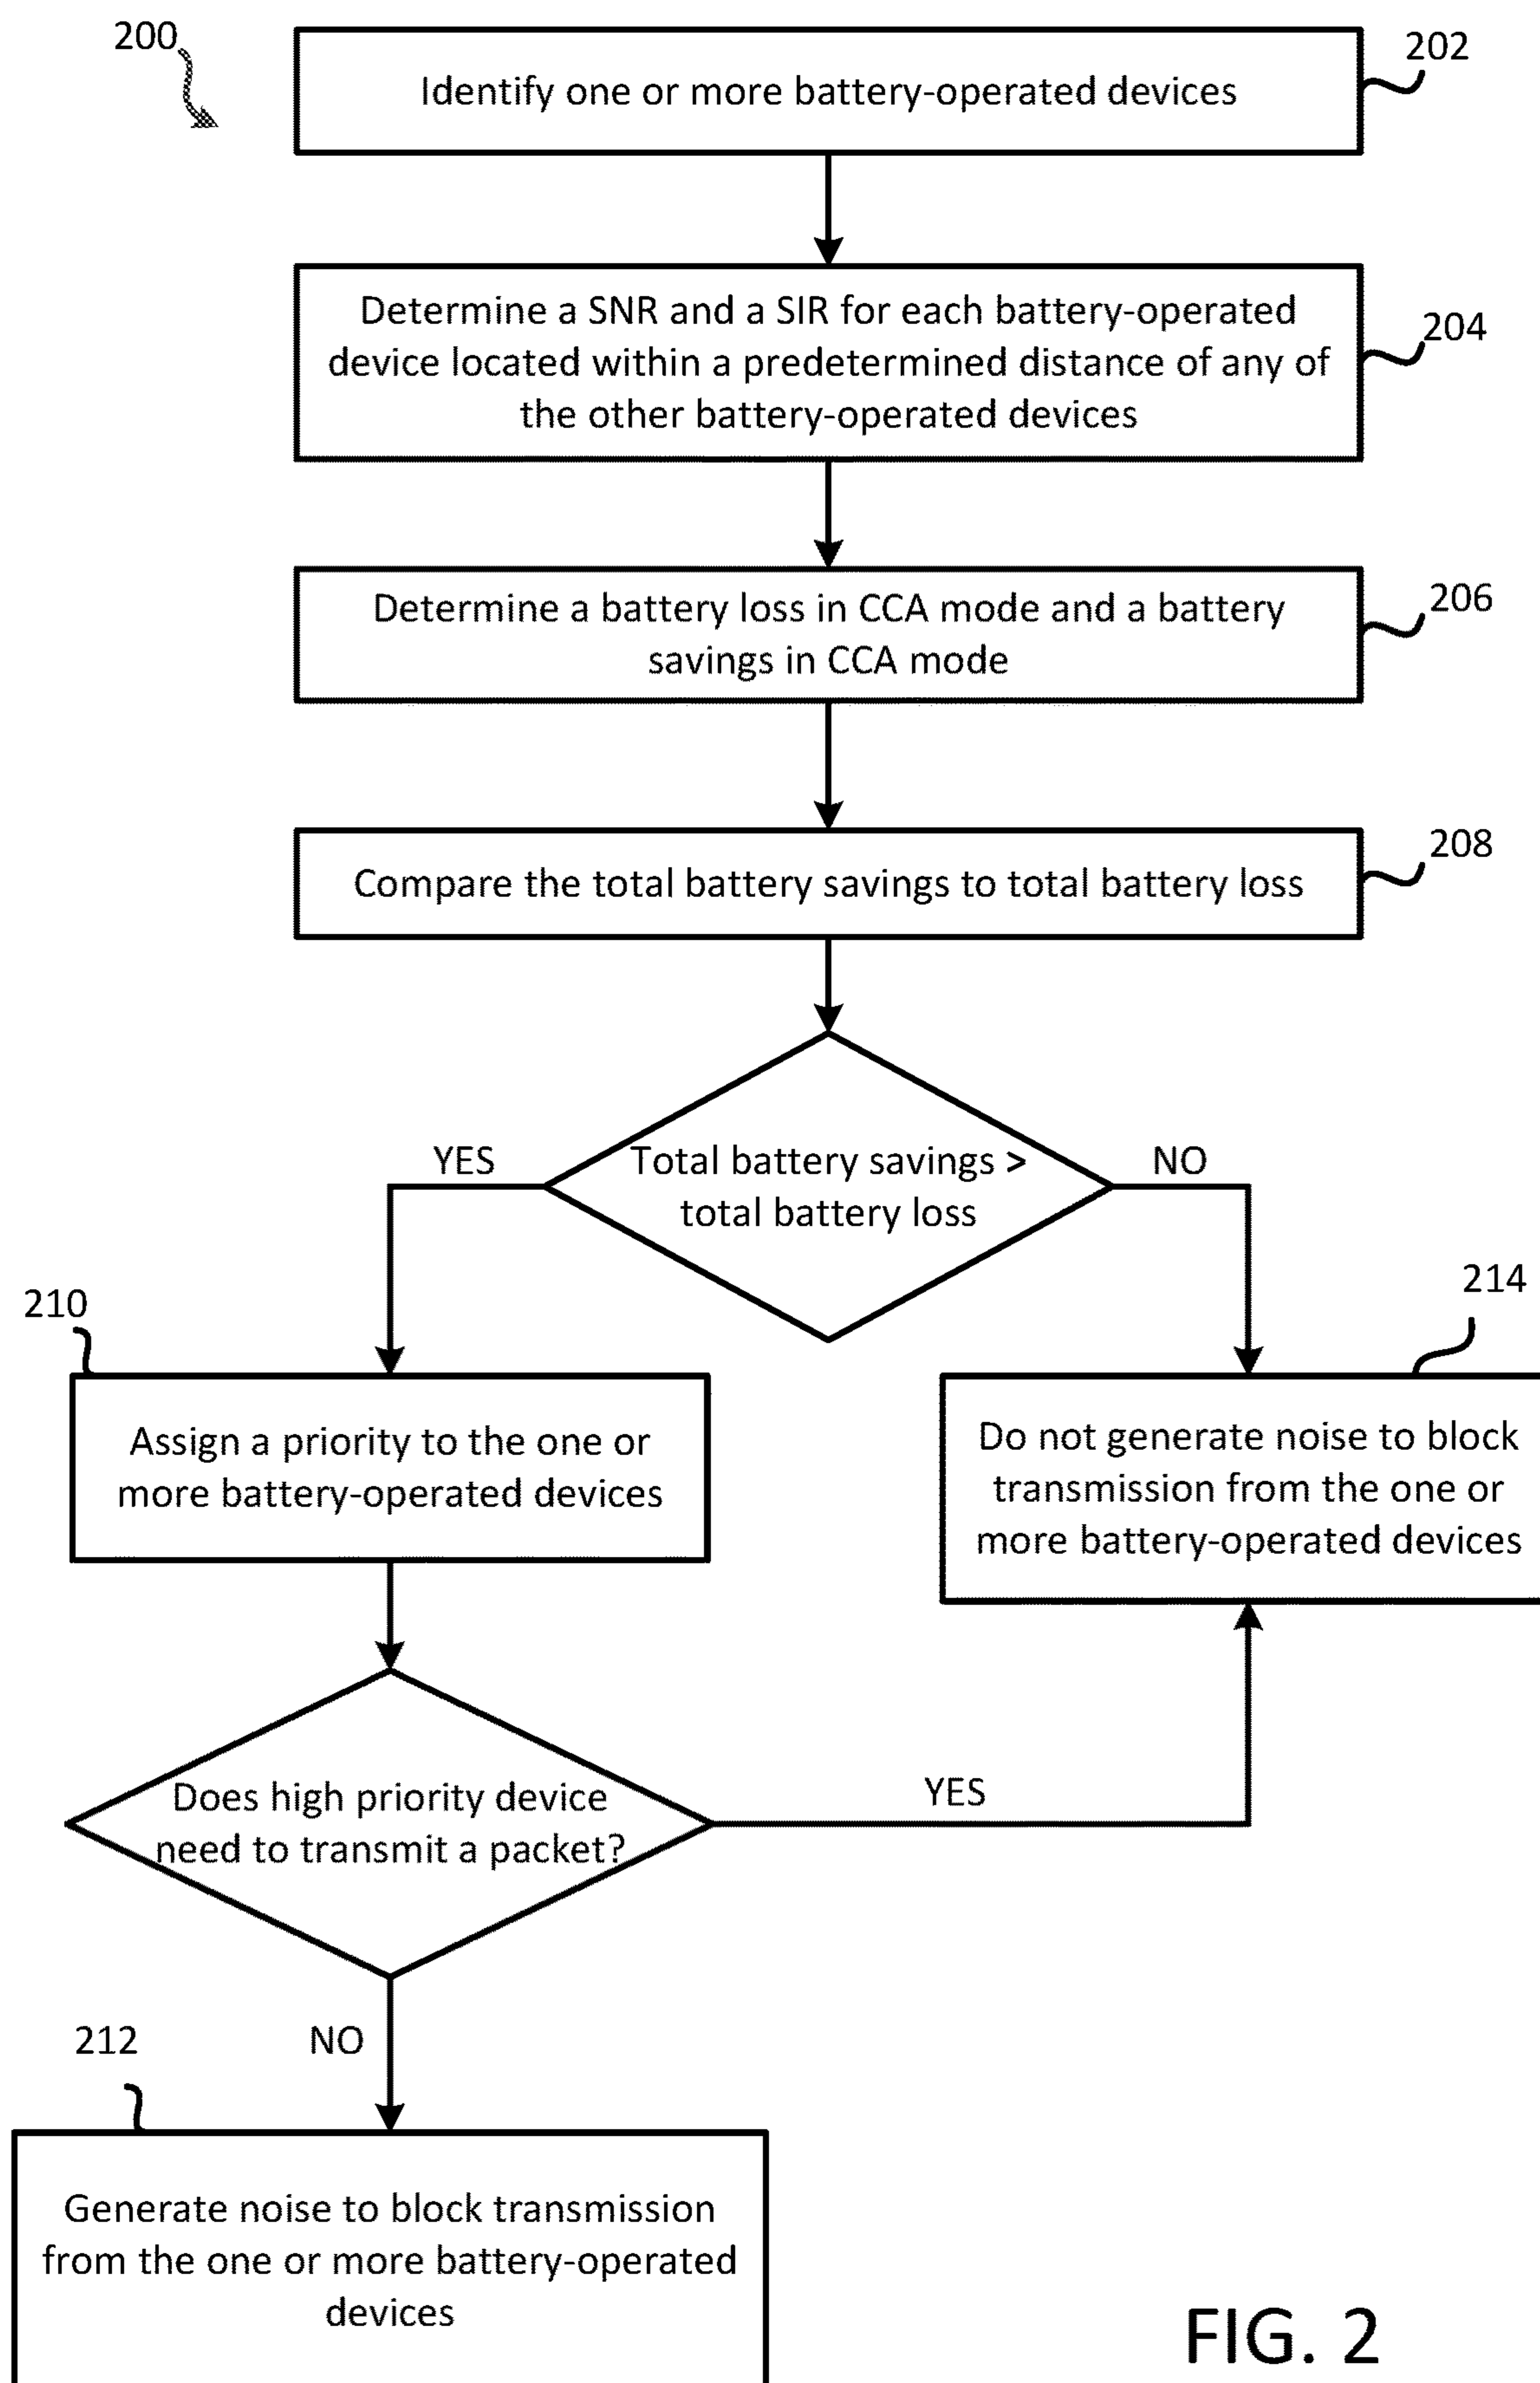 200
202
Identify one or more battery-operated devices
Determine a SNR and a SIR for each battery-operated
device located within a predetermined distance of any of
the other battery-operated devices
204
Determine a battery loss in CCA mode and a battery
savings in CCA mode
206
Compare the total battery savings to total battery loss
208
Total battery savings >
total battery loss
YES
NO
210
214
Assign a priority to the one or
more battery-operated devices
Do not generate noise to block
transmission from the one or
more battery-operated devices
Does high priority device
need to transmit a packet?
YES
NO
212
Generate noise to block transmission
from the one or more battery-operated
devices
FIG. 2